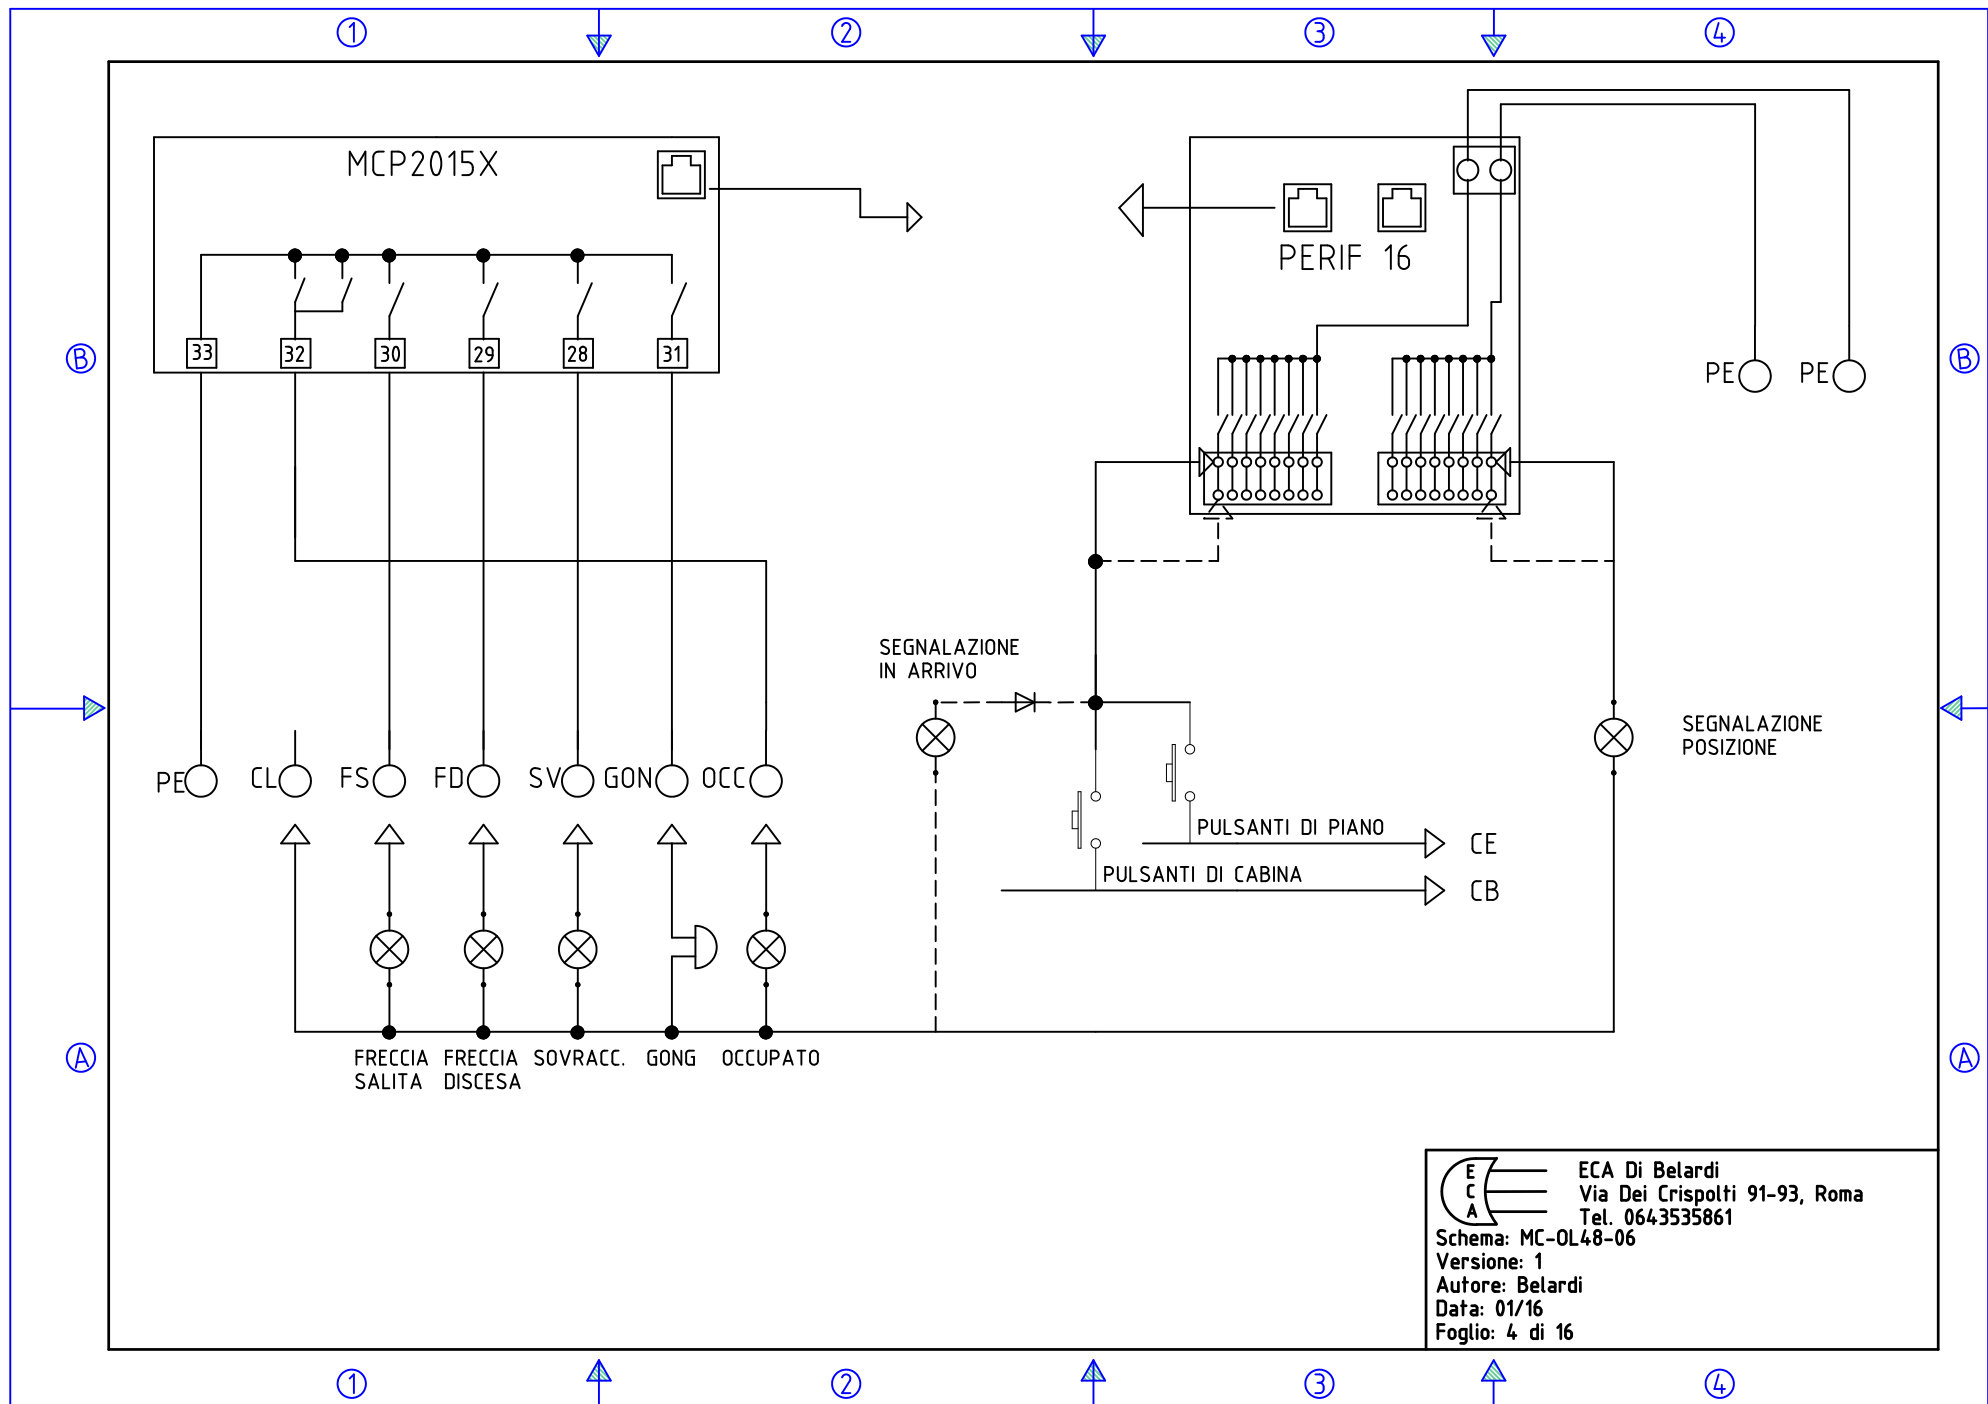 1 2 3 4
MCP2015X
PERIF 16
33 32 30 29 28 31
B
B
PE PE
SEGNALAZIONE
IN ARRIVO
SEGNALAZIONE
POSIZIONE
PE CL FS FD SV GON OCC
PULSANTI DI PIANO CE
PULSANTI DI CABINA CB
FRECCIA
SALITA
FRECCIA
DISCESA
SOVRACC.
GONG
OCCUPATO
A
A
E
C
A
ECA Di Belardi
Via Dei Crispolti 91-93, Roma
Tel. 0643535861
Schema: MC-OL48-06
Versione: 1
Autore: Belardi
Data: 01/16
Foglio: 4 di 16
1 2 3 4